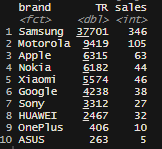 brand TR sales
<fct> <dbl> <int>
1 Samsung 37701 346
2 Motorola 9419 105
3 Apple 6315 63
4 Nokia 6182 44
5 Xiaomi 5574 46
6 Google 4238 38
7 Sony 3312 27
8 HUAWEI 2467 32
9 OnePlus 406 10
10 ASUS 263 5